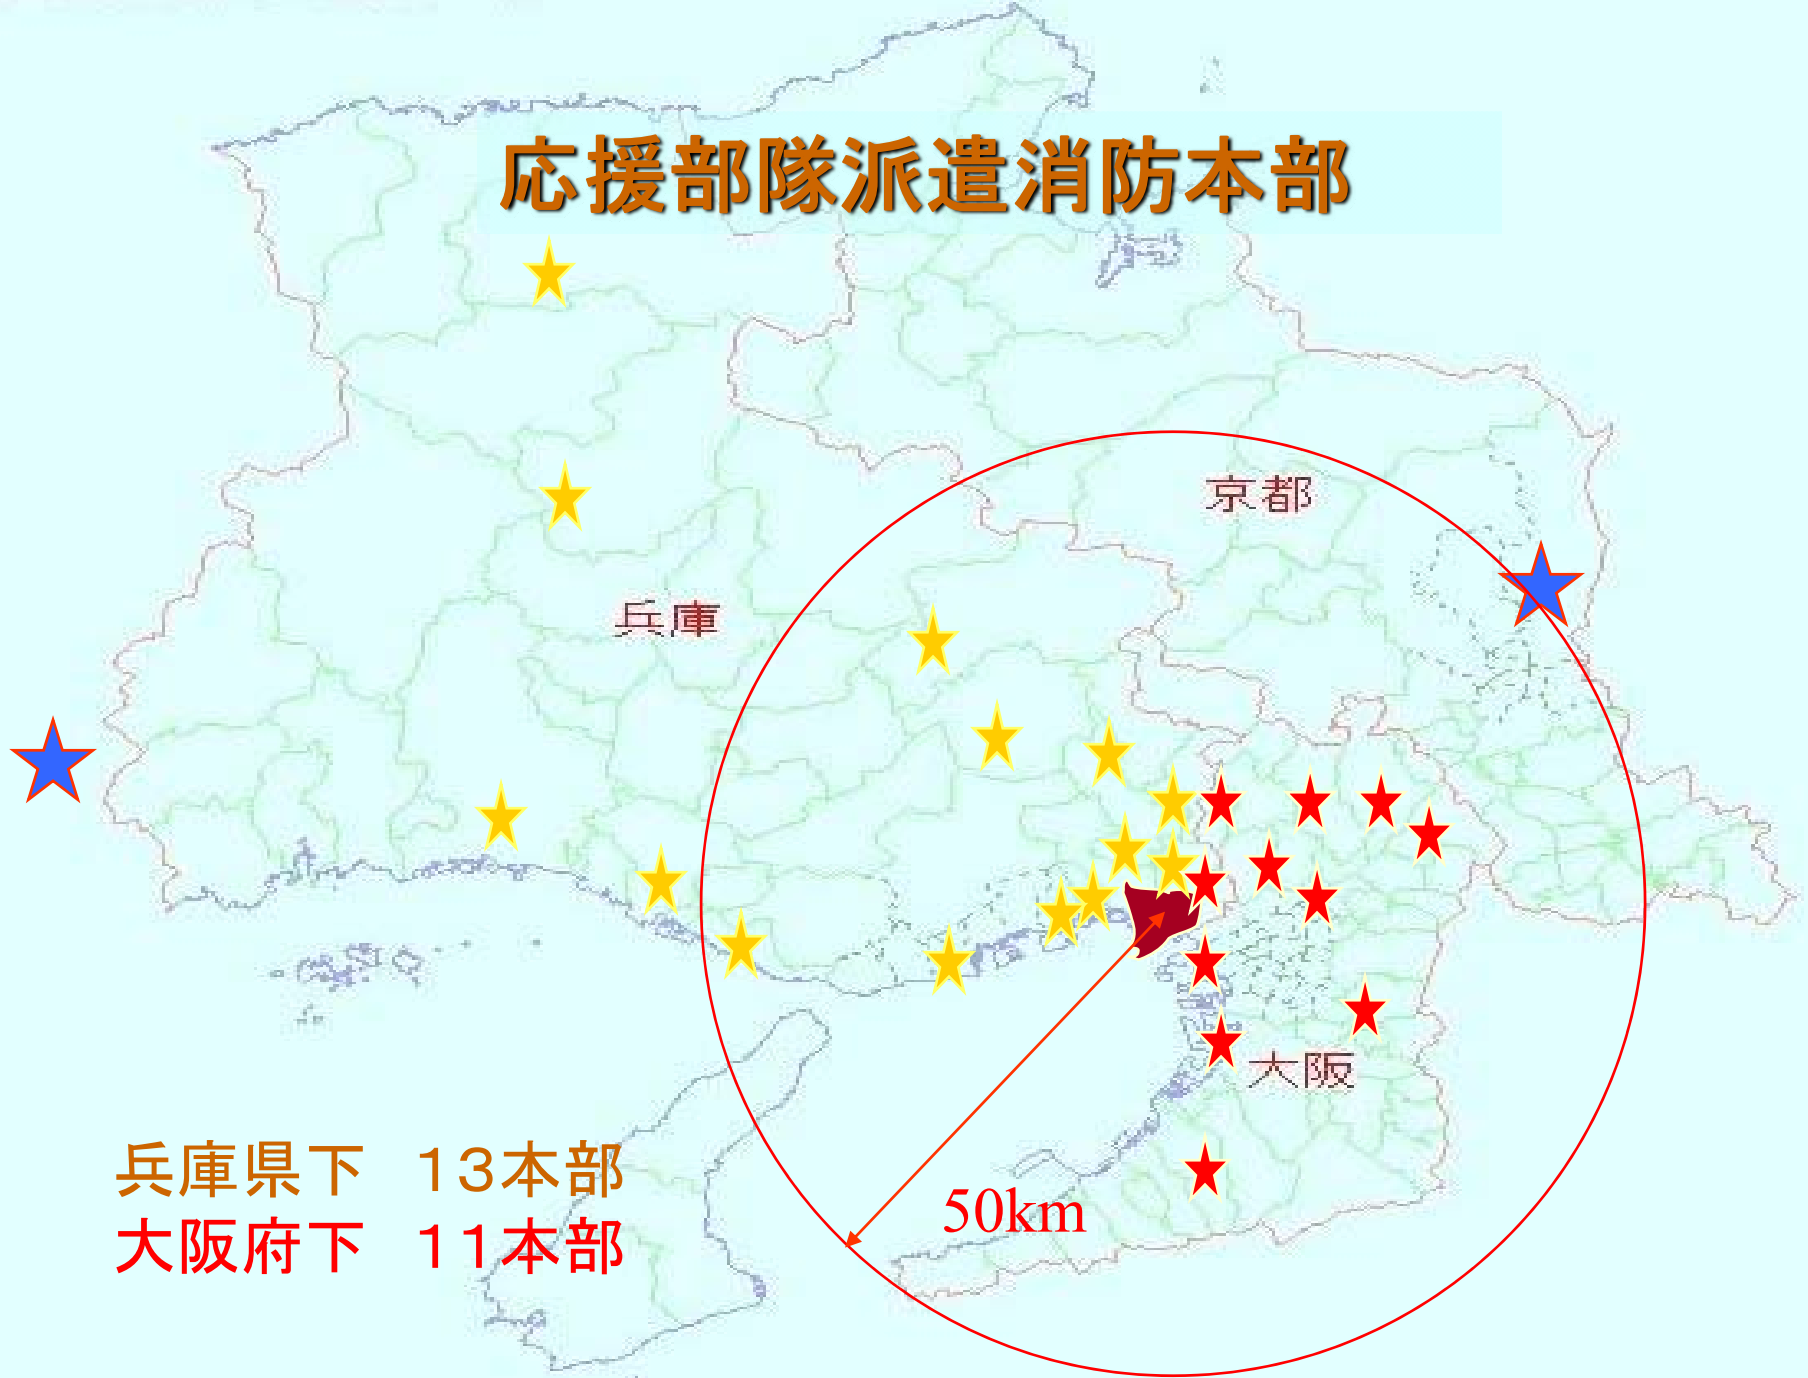 応援部隊派遣消防本部
京都
兵庫
大阪
50km
兵庫県下　１３本部
大阪府下　１１本部